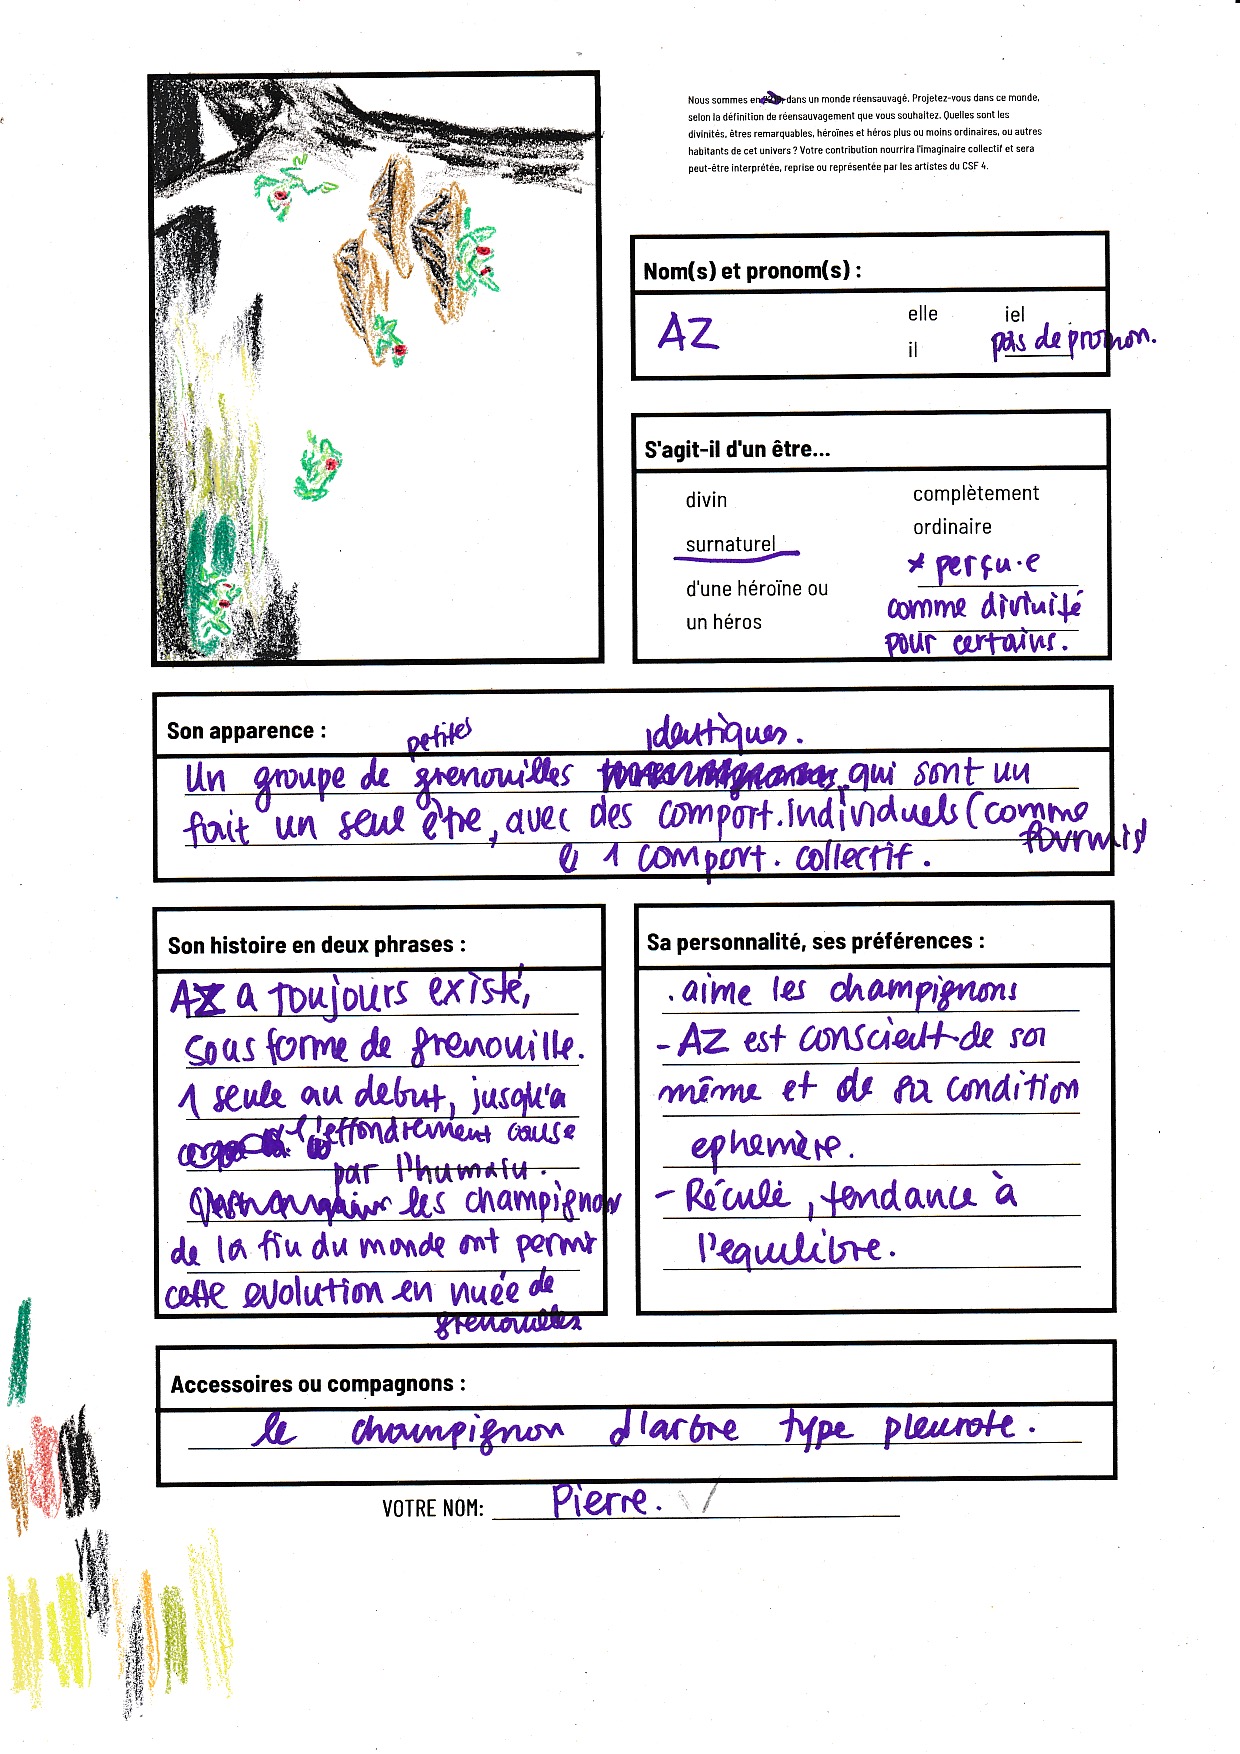 Nous sommes en dans un monde réensauvagé. Projetez-vous dans ce monde,
selon la définition de réensauvagement que vous souhaitez. Quelles sont les
divinités, êtres remarquables, héroïnes et héros plus ou moins ordinaires, ou autres
habitants de cet univers ? Votre contribution nourrira l'imaginaire collectif et sera
peut-être interprétée, reprise ou représentée par les artistes du CSF 4.
Nom(s) et pronom(s) :
AZ
elle iel
il pas de pronon.
S'agit-il d'un être...
divin
surnaturel
d'une héroïne ou
un héros
complètement
ordinaire
* perçu·e
comme divinité
pour certains.
Son apparence :
petites identiques.
Un groupe de grenouilles qui sont un
fait un seul être, avec des comport. individuels (comme
fourmis
& 1 comport. collectif.
Son histoire en deux phrases :
AZ a toujours existé,
sous forme de grenouille.
1 seule au debut, jusqu'a
l'effondrement cause
par l'humain.
les champignons
de la fin du monde ont permis
cette evolution en nuée de
grenouilles
Sa personnalité, ses préférences :
. aime les champignons
- AZ est conscient de soi
même et de sa condition
ephemère.
- Réculé, tendance à
l'equilibre.
Accessoires ou compagnons :
le champignon d'arbre type pleurote.
VOTRE NOM: Pierre.